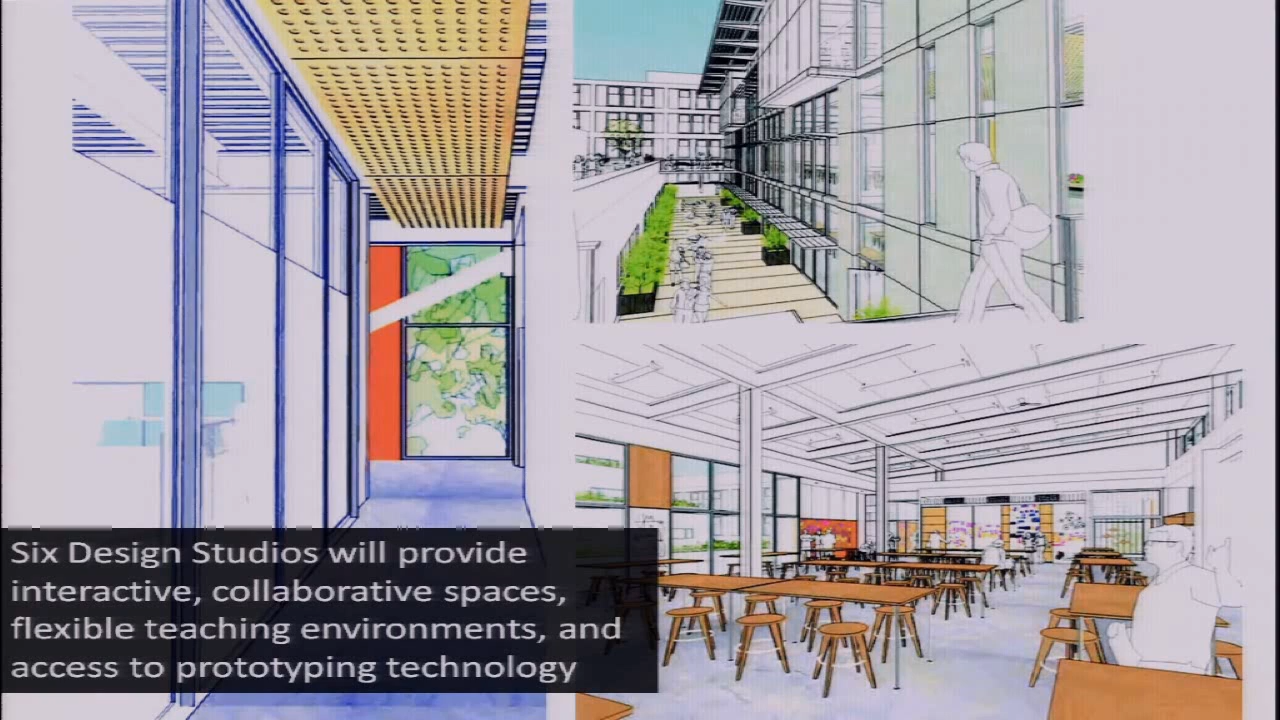 Six Design Studios will provide
interactive, collaborative spaces,
flexible teaching environments, and
access to prototyping technology